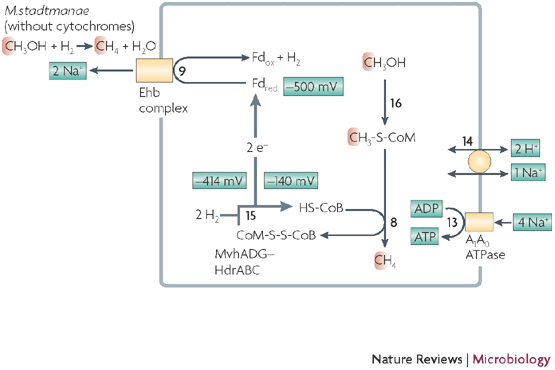 M.stadtmanae
(without cytochromes)
CH₃OH + H₂ → CH₄ + H₂O
2 Na⁺
9
Fdₒₓ + H₂
Fd_red
−500 mV
Ehb
complex
CH₃OH
16
CH₃-S-CoM
2 e⁻
14
2 H⁺
1 Na⁺
−414 mV
−140 mV
2 H₂
15
HS-CoB
8
ADP
13
4 Na⁺
CoM-S-S-CoB
ATP
A₁A₀
ATPase
MvhADG–
HdrABC
CH₄
Nature Reviews | Microbiology